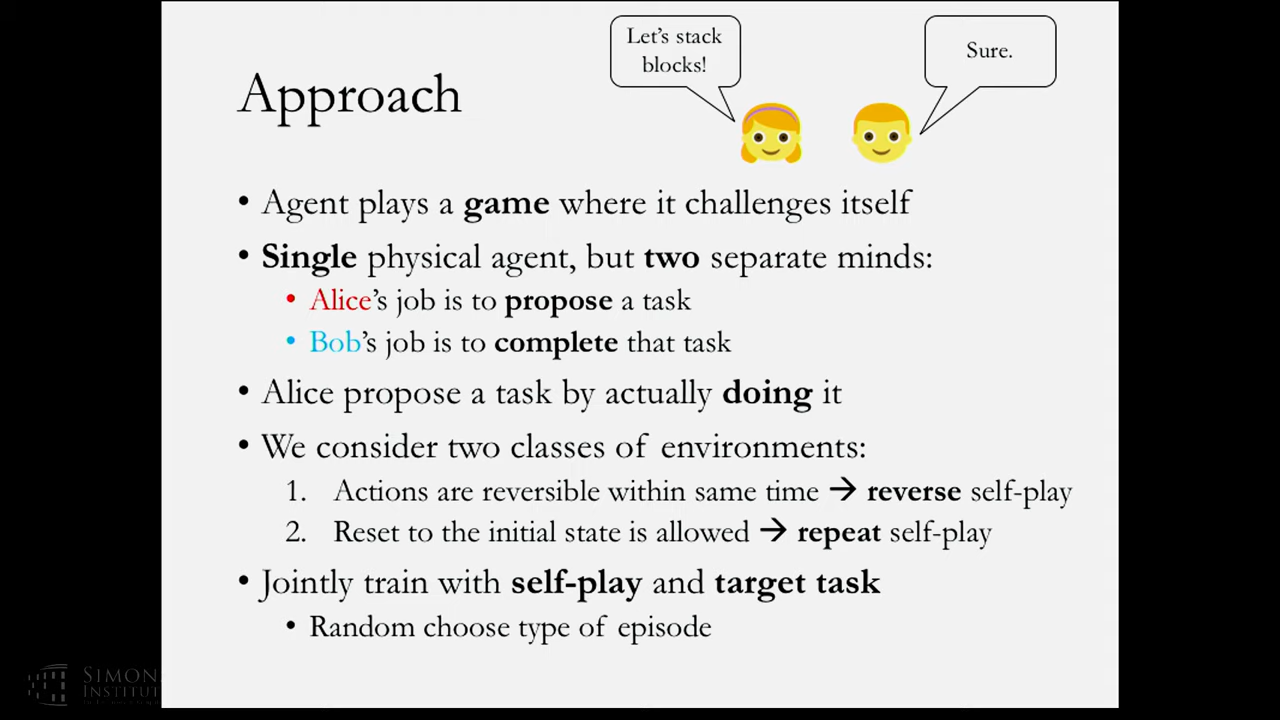 Let's stack
blocks!
Sure.
Approach
• Agent plays a game where it challenges itself
• Single physical agent, but two separate minds:
• Alice's job is to propose a task
• Bob's job is to complete that task
• Alice propose a task by actually doing it
• We consider two classes of environments:
1. Actions are reversible within same time → reverse self-play
2. Reset to the initial state is allowed → repeat self-play
• Jointly train with self-play and target task
• Random choose type of episode
SIMONS
INSTITUT